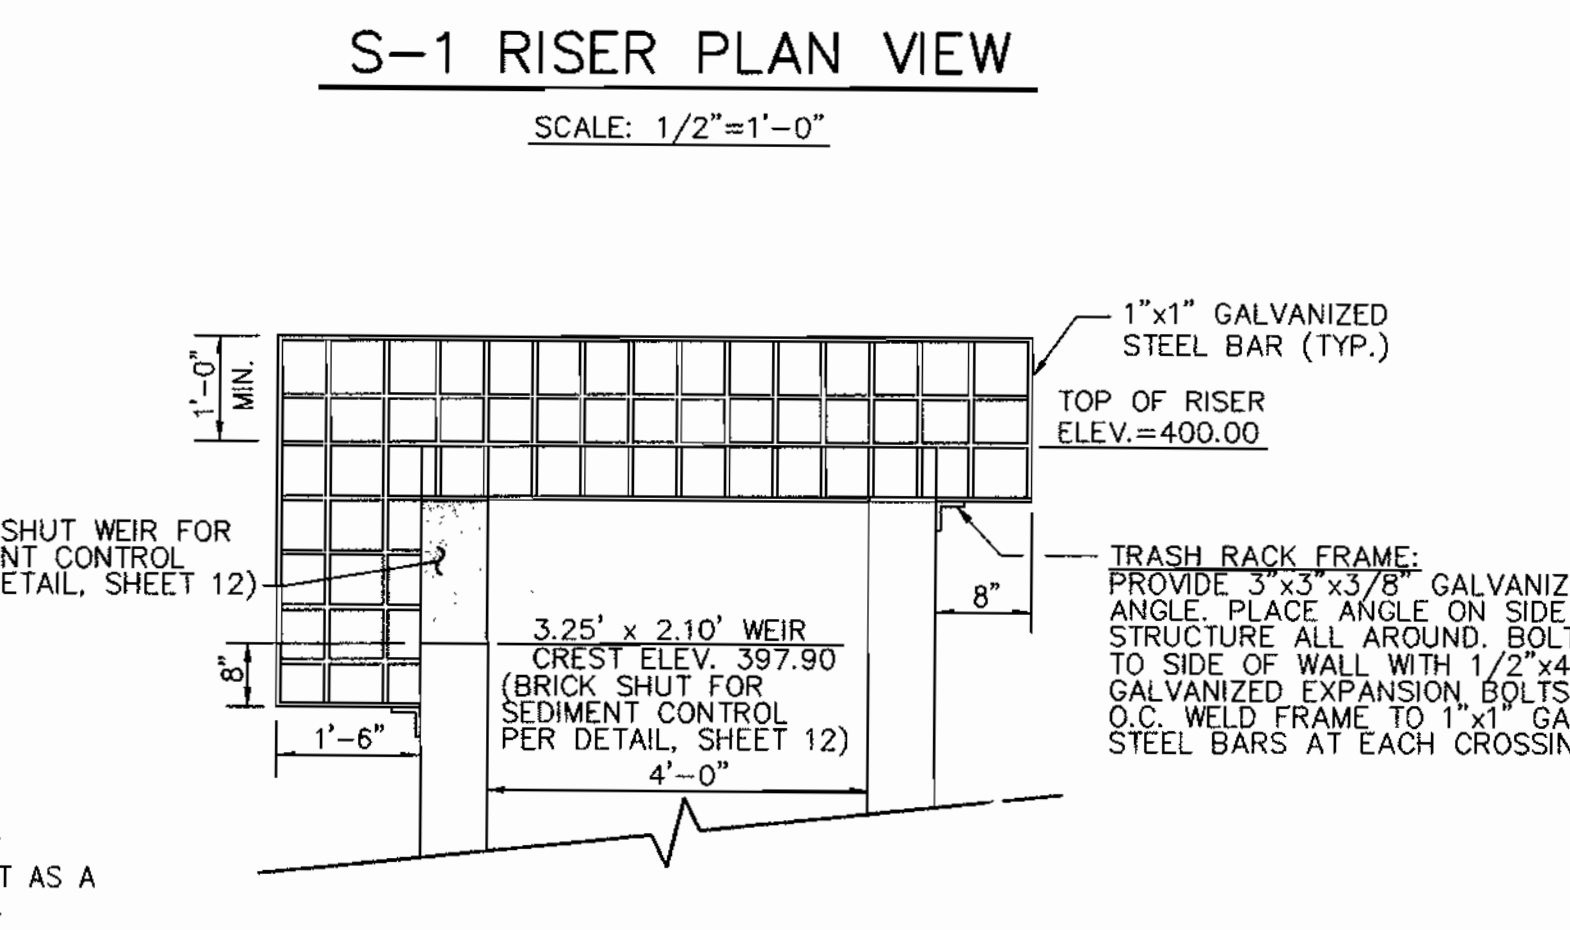 S-1 RISER PLAN VIEW
SCALE: 1/2"=1'-0"
1"x1" GALVANIZED
STEEL BAR (TYP.)
1'-0"
MIN.
TOP OF RISER
ELEV.=400.00
SHUT WEIR FOR
NT CONTROL
ETAIL, SHEET 12)
TRASH RACK FRAME:
PROVIDE 3"x3"x3/8" GALVANIZ
ANGLE. PLACE ANGLE ON SIDE
STRUCTURE ALL AROUND. BOLT
TO SIDE OF WALL WITH 1/2"x4
GALVANIZED EXPANSION BOLTS
O.C. WELD FRAME TO 1"x1" GA
STEEL BARS AT EACH CROSSIN
8"
3.25' x 2.10' WEIR
CREST ELEV. 397.90
(BRICK SHUT FOR
SEDIMENT CONTROL
PER DETAIL, SHEET 12)
8"
1'-6"
4'-0"
T AS A